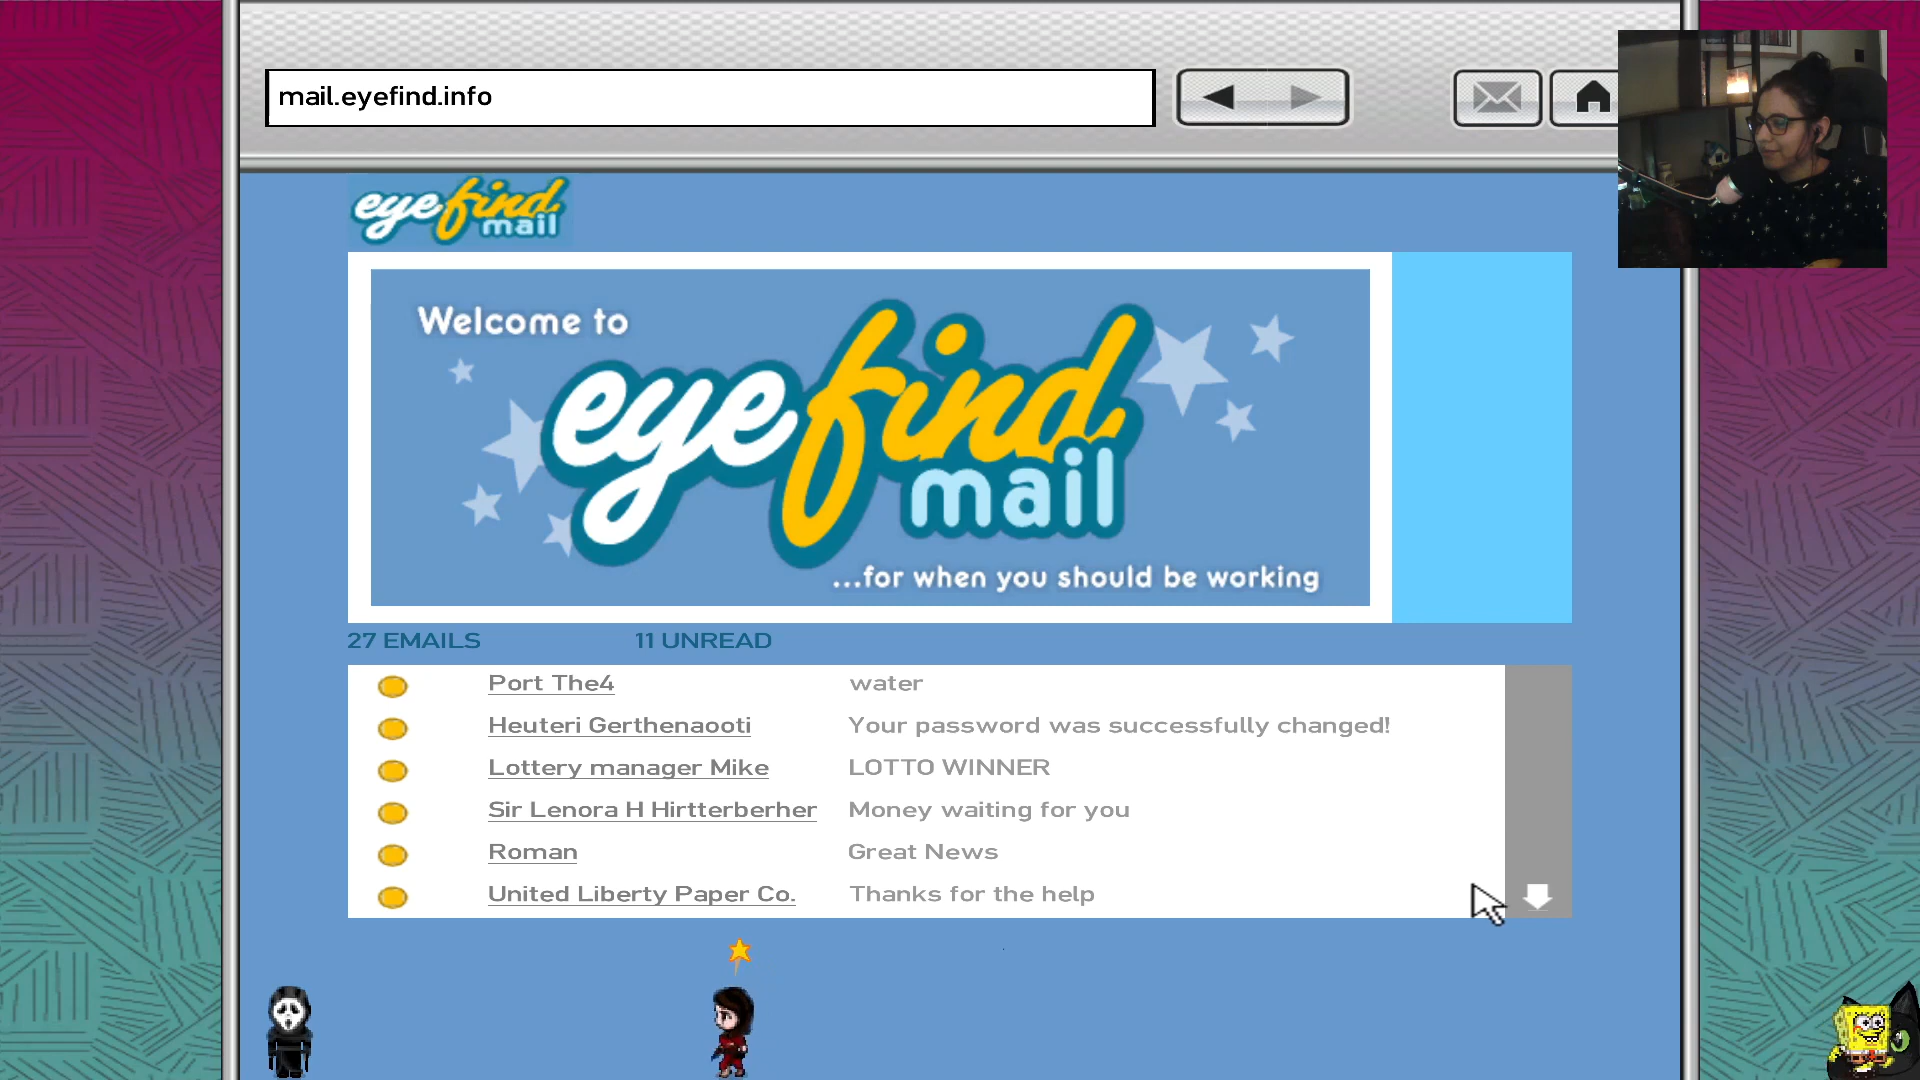 mail.eyefind.info
eyefind mail
Welcome to
eyefind
mail
...for when you should be working
27 EMAILS 11 UNREAD
Port The4 water
Heuteri Gerthenaooti Your password was successfully changed!
Lottery manager Mike LOTTO WINNER
Sir Lenora H Hirtterberher Money waiting for you
Roman Great News
United Liberty Paper Co. Thanks for the help